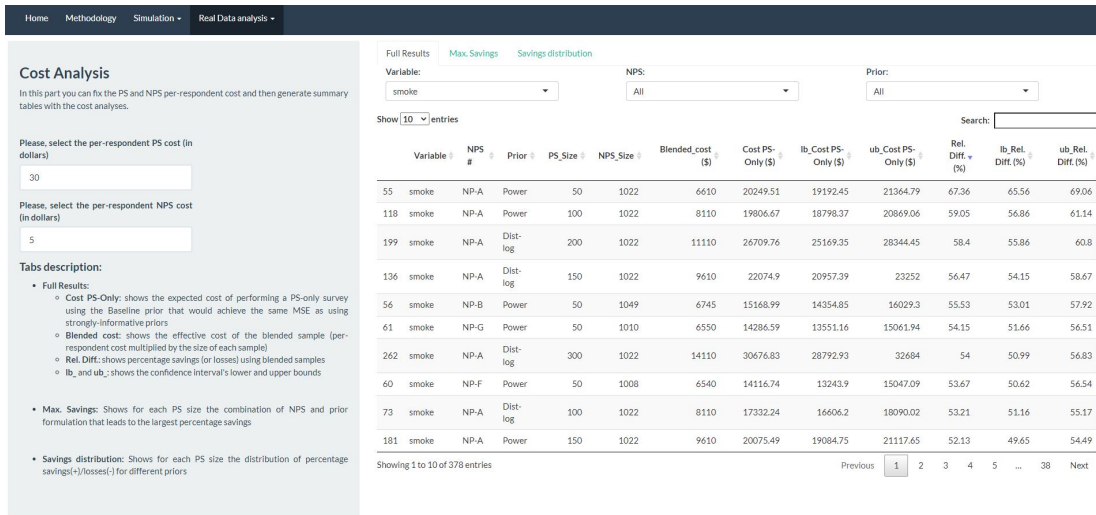 Home Methodology Simulation Real Data analysis
Cost Analysis
In this part you can fix the PS and NPS per-respondent cost and then generate summary
tables with the cost analyses.
Please, select the per-respondent PS cost (in
dollars)
30
Please, select the per-respondent NPS cost
(in dollars)
5
Tabs description:
• Full Results:
◦ Cost PS-Only: shows the expected cost of performing a PS-only survey
using the Baseline prior that would achieve the same MSE as using
strongly-informative priors
◦ Blended cost: shows the effective cost of the blended sample (per-
respondent cost multiplied by the size of each sample)
◦ Rel. Diff.: shows percentage savings (or losses) using blended samples
◦ lb_ and ub_: shows the confidence interval's lower and upper bounds
• Max. Savings: Shows for each PS size the combination of NPS and prior
formulation that leads to the largest percentage savings
• Savings distribution: Shows for each PS size the distribution of percentage
savings(+)/losses(-) for different priors
Full Results Max. Savings Savings distribution
Variable: NPS: Prior:
smoke All All
Show 10 entries Search:
Variable NPS # Prior PS_Size NPS_Size Blended_cost ($) Cost PS-Only ($) lb_Cost PS-Only ($) ub_Cost PS-Only ($) Rel. Diff. (%) lb_Rel. Diff. (%) ub_Rel. Diff. (%)
55 smoke NP-A Power 50 1022 6610 20249.51 19192.45 21364.79 67.36 65.56 69.06
118 smoke NP-A Power 100 1022 8110 19806.67 18798.37 20869.06 59.05 56.86 61.14
199 smoke NP-A Dist-log 200 1022 11110 26709.76 25169.35 28344.45 58.4 55.86 60.8
136 smoke NP-A Dist-log 150 1022 9610 22074.9 20957.39 23252 56.47 54.15 58.67
56 smoke NP-B Power 50 1049 6745 15168.99 14354.85 16029.3 55.53 53.01 57.92
61 smoke NP-G Power 50 1010 6550 14286.59 13551.16 15061.94 54.15 51.66 56.51
262 smoke NP-A Dist-log 300 1022 14110 30676.83 28792.93 32684 54 50.99 56.83
60 smoke NP-F Power 50 1008 6540 14116.74 13243.9 15047.09 53.67 50.62 56.54
73 smoke NP-A Dist-log 100 1022 8110 17332.24 16606.2 18090.02 53.21 51.16 55.17
181 smoke NP-A Power 150 1022 9610 20075.49 19084.75 21117.65 52.13 49.65 54.49
Showing 1 to 10 of 378 entries Previous 1 2 3 4 5 ... 38 Next